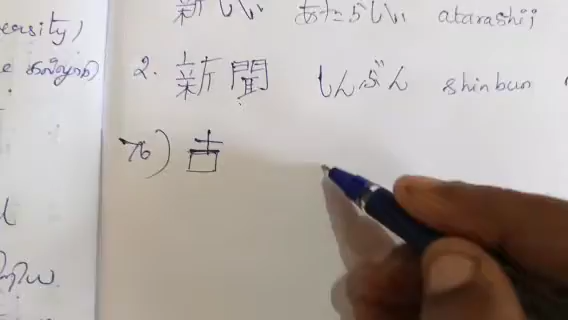 新しい あたらしい atarashii
ersity)
2. 新聞 しんぶん shinbun
76) 古